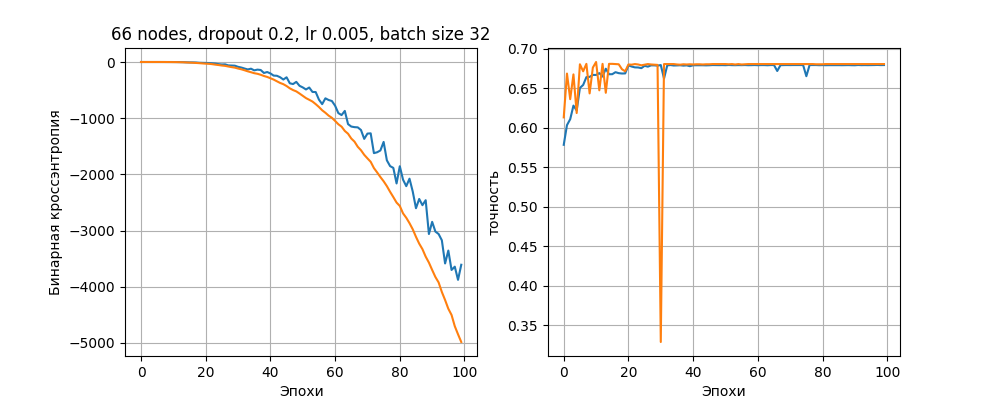 66 nodes, dropout 0.2, lr 0.005, batch size 32
Бинарная кроссэнтропия
0
−1000
−2000
−3000
−4000
−5000
0 20 40 60 80 100
Эпохи
точность
0.70
0.65
0.60
0.55
0.50
0.45
0.40
0.35
0 20 40 60 80 100
Эпохи